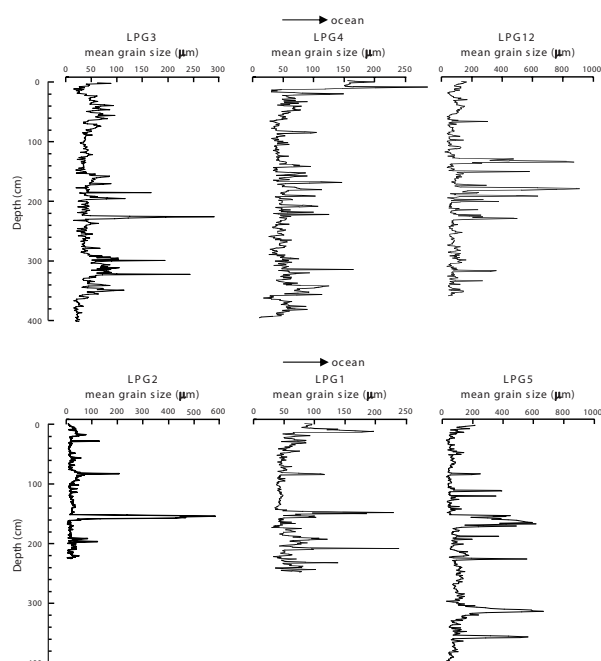 ocean
LPG3 LPG4 LPG12
mean grain size (μm) mean grain size (μm) mean grain size (μm)
0 50 100 150 200 250 300 0 50 100 150 200 250 0 200 400 600 800 1000
0
100
200
300
400
Depth (cm)
ocean
LPG2 LPG1 LPG5
mean grain size (μm) mean grain size (μm) mean grain size (μm)
0 100 200 300 400 500 600 0 50 100 150 200 250 0 200 400 600 800 1000
0
100
200
300
400
Depth (cm)